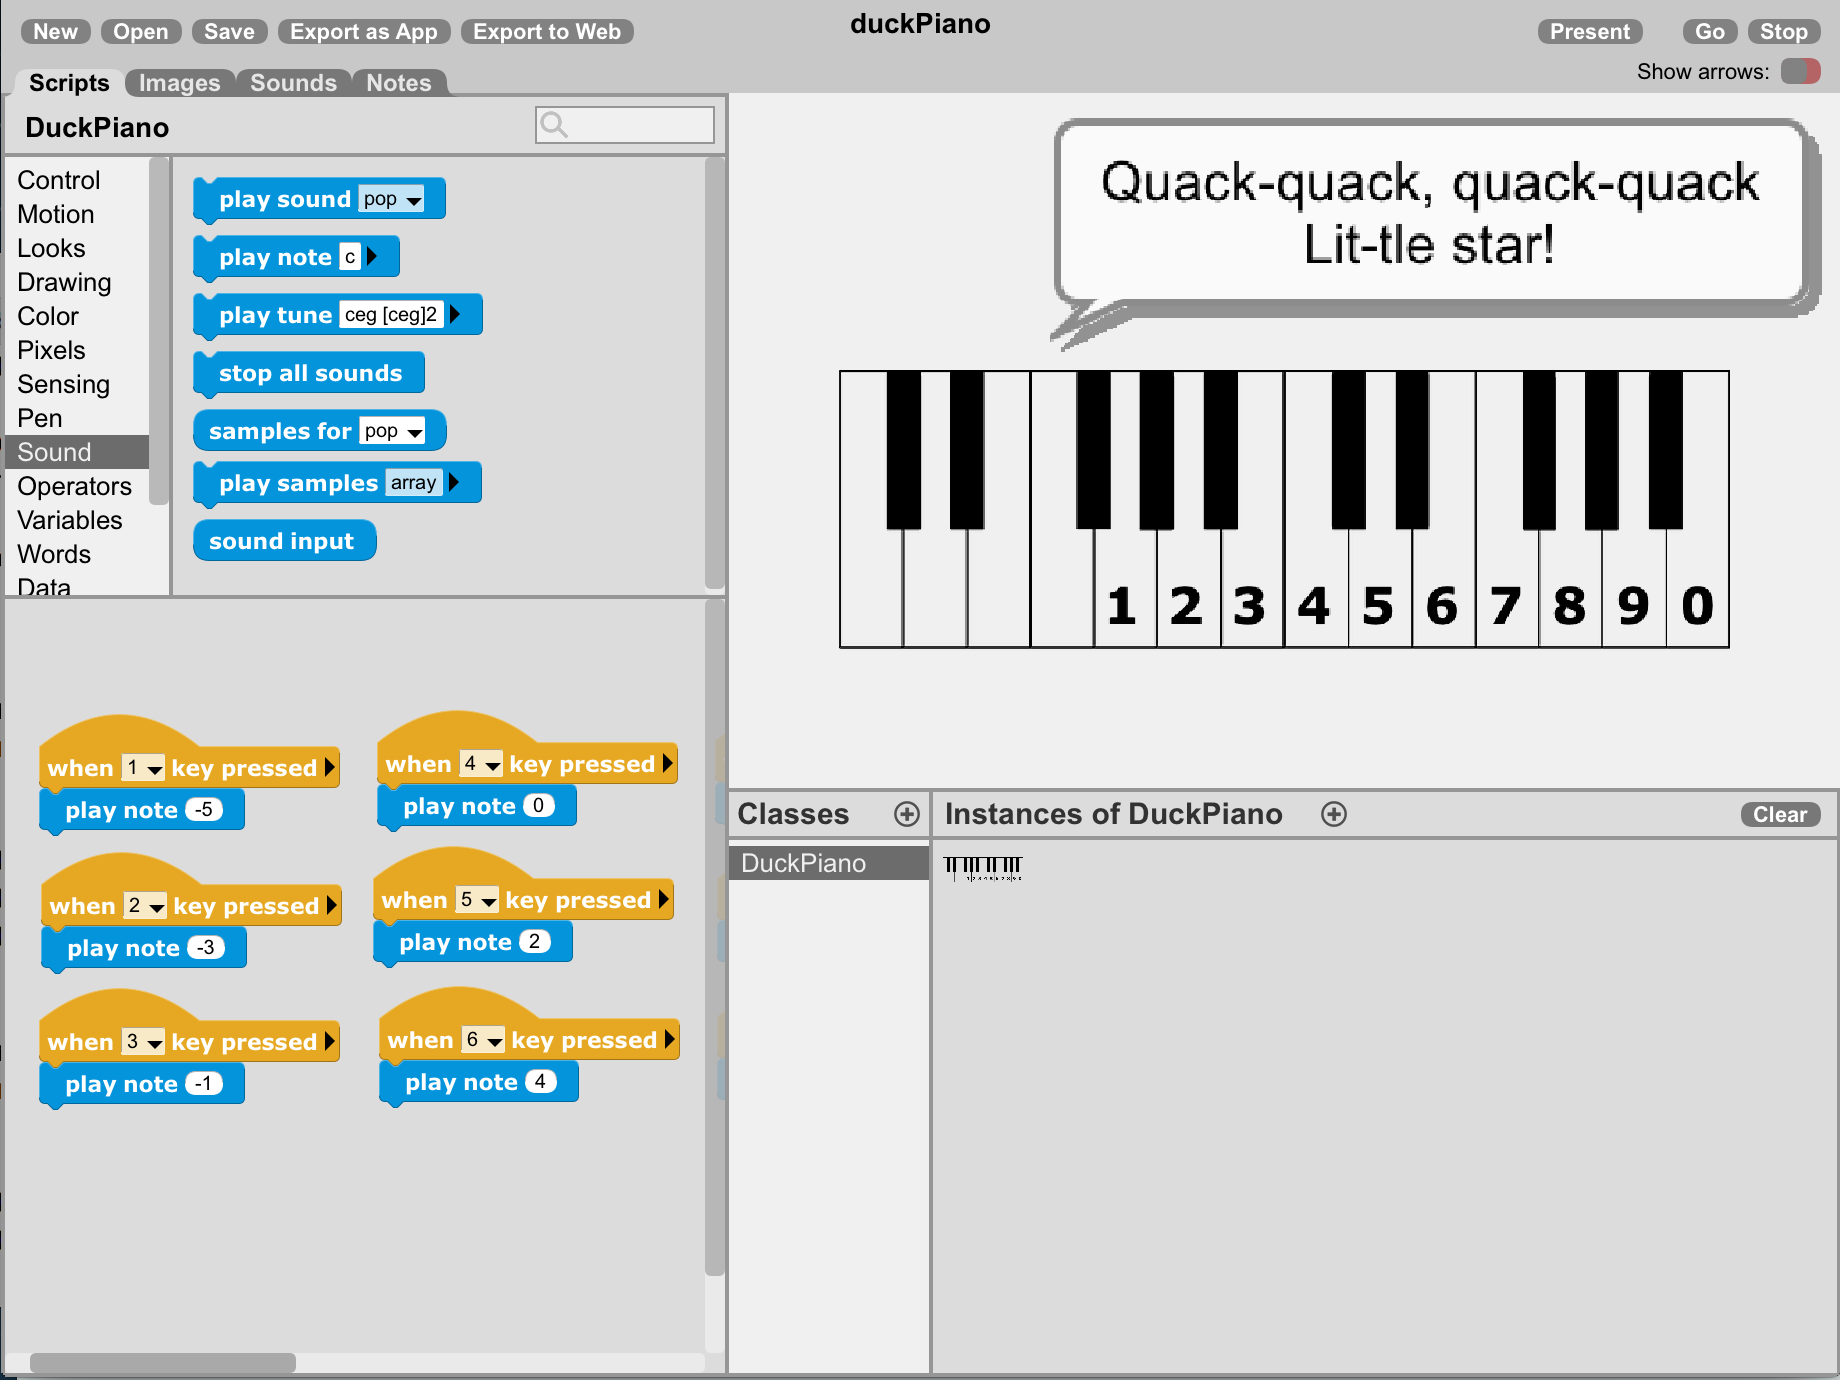 duckPiano
New Open Save Export as App Export to Web
Present Go Stop
Show arrows:
Scripts Images Sounds Notes
DuckPiano
Control
Motion
Looks
Drawing
Color
Pixels
Sensing
Pen
Sound
Operators
Variables
Words
Data
play sound pop
play note c
play tune ceg [ceg]2
stop all sounds
samples for pop
play samples array
sound input
when 1 key pressed
play note -5
when 2 key pressed
play note -3
when 3 key pressed
play note -1
when 4 key pressed
play note 0
when 5 key pressed
play note 2
when 6 key pressed
play note 4
Quack-quack, quack-quack
Lit-tle star!
1 2 3 4 5 6 7 8 9 0
Classes
DuckPiano
Instances of DuckPiano
Clear